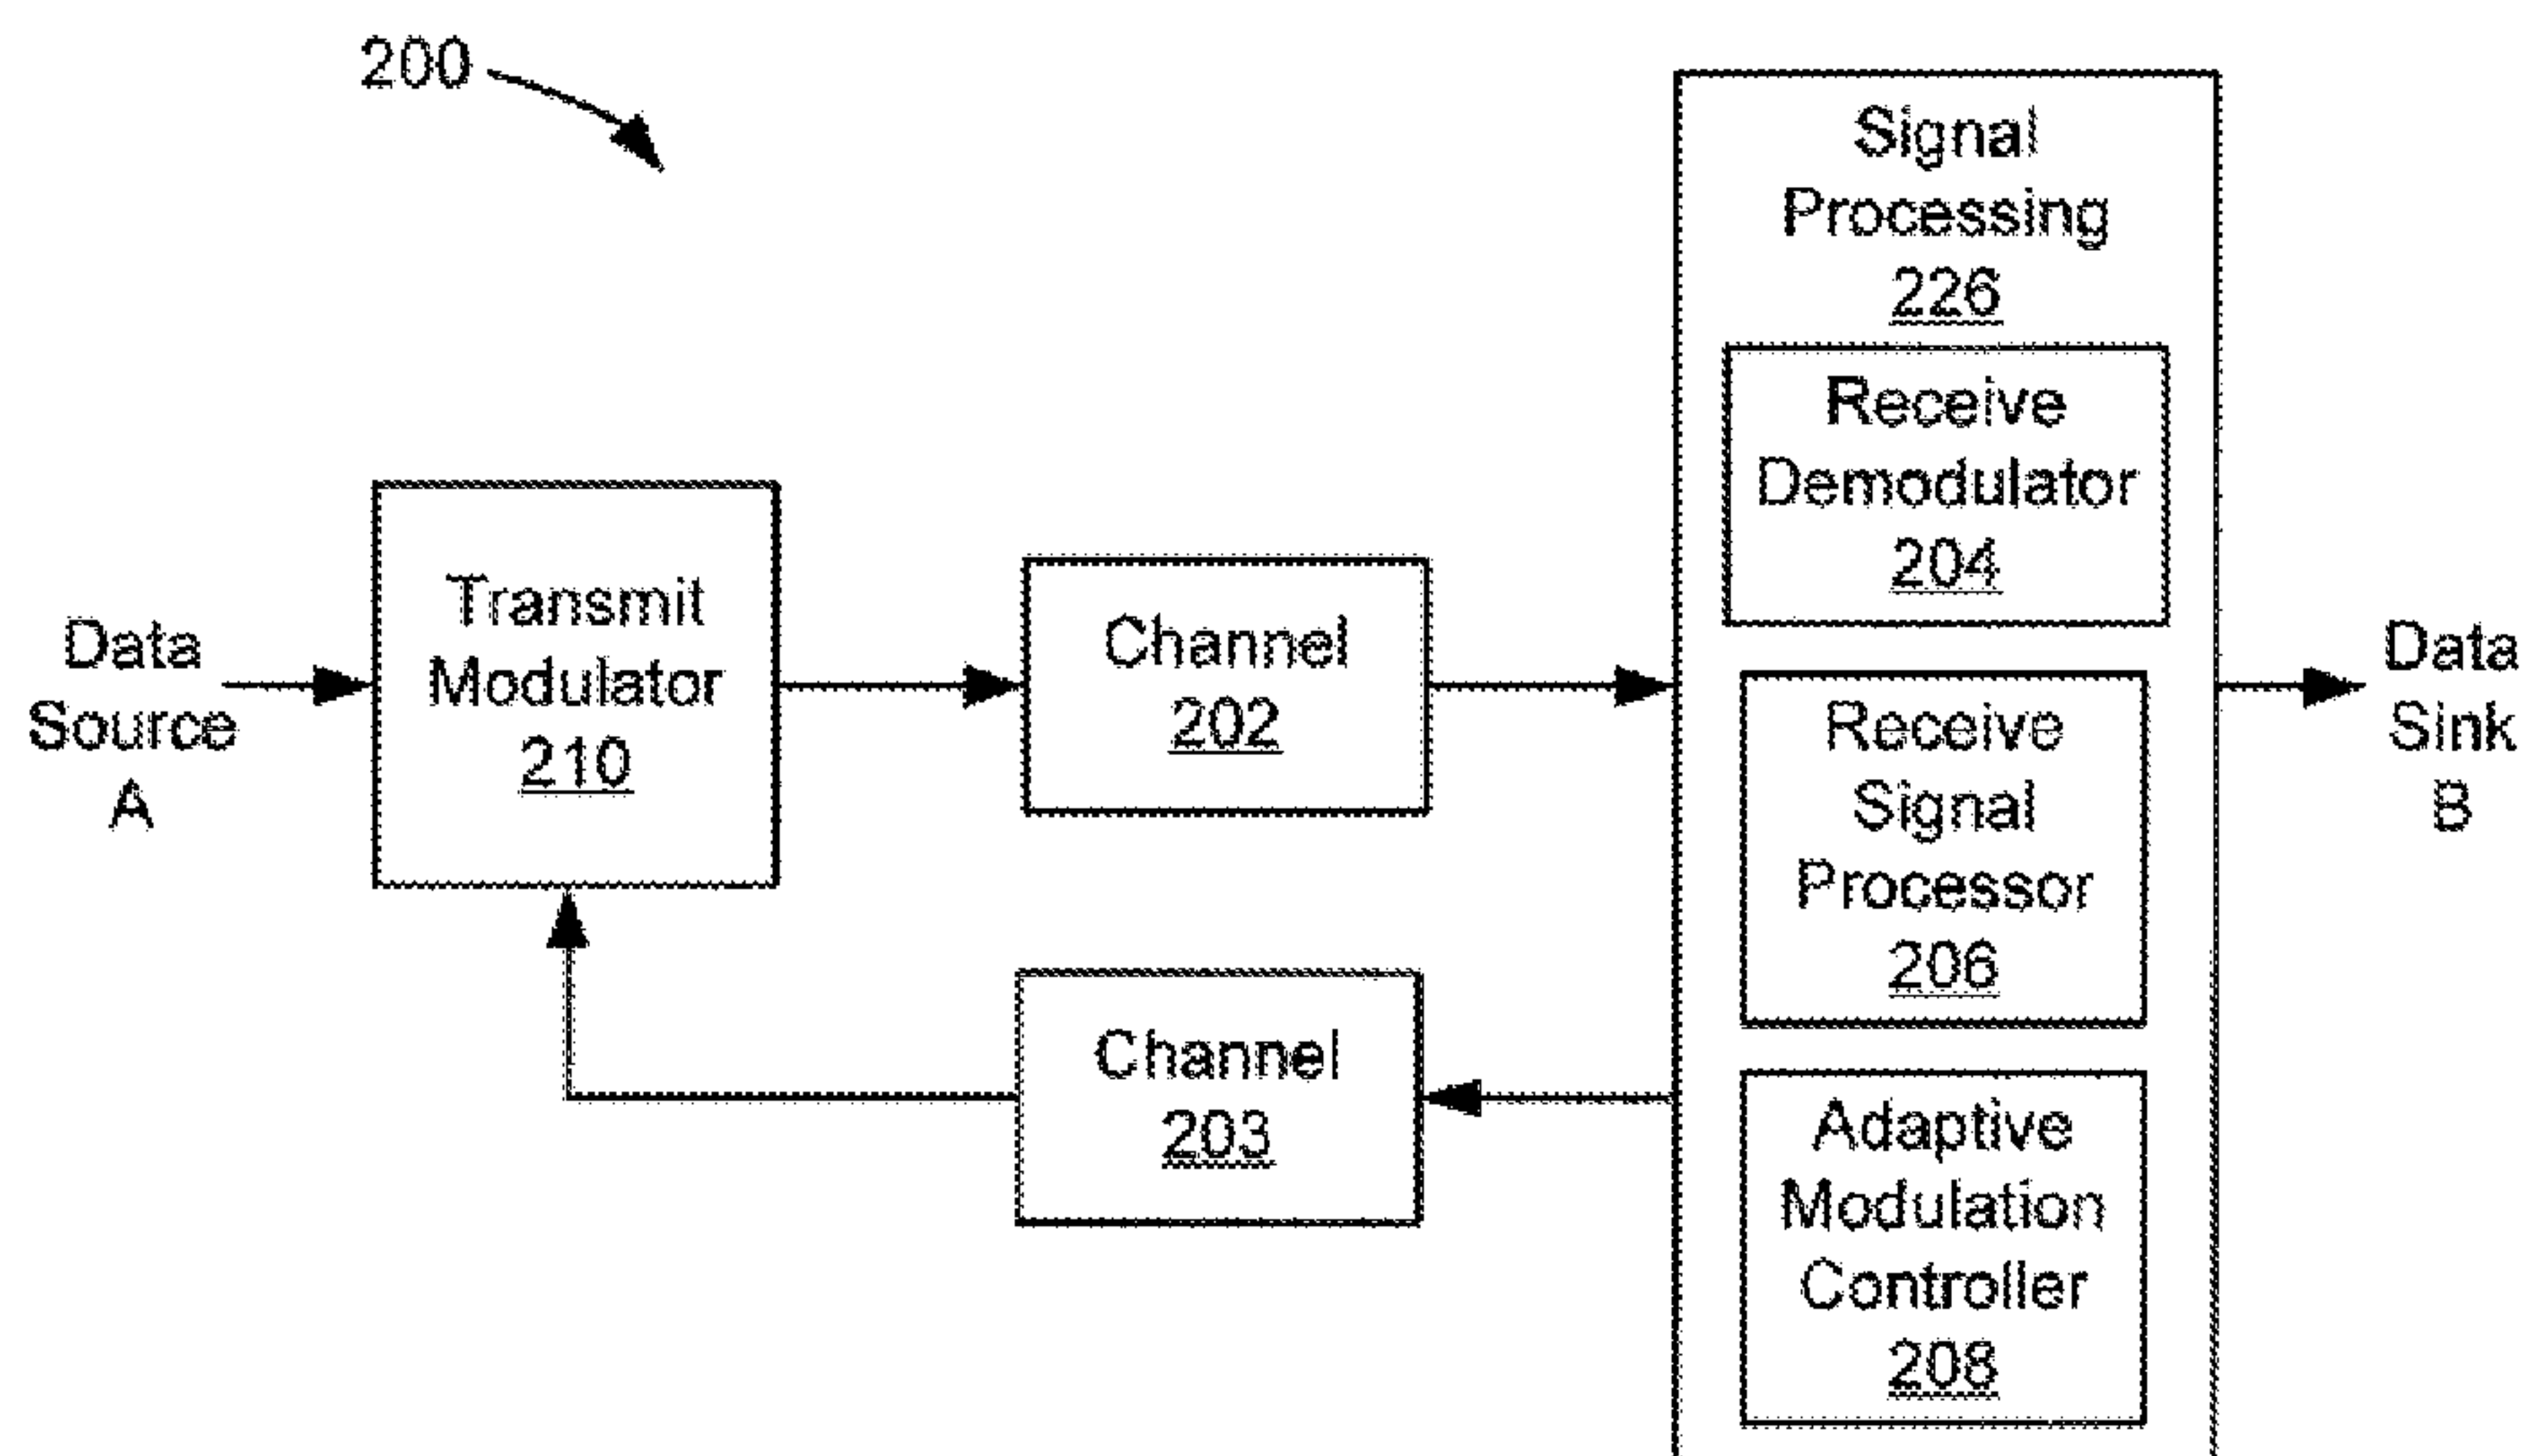 200
Signal
Processing
226
Receive
Demodulator
204
Data
Source
A
Transmit
Modulator
210
Channel
202
Receive
Signal
Processor
206
Data
Sink
B
Channel
203
Adaptive
Modulation
Controller
208